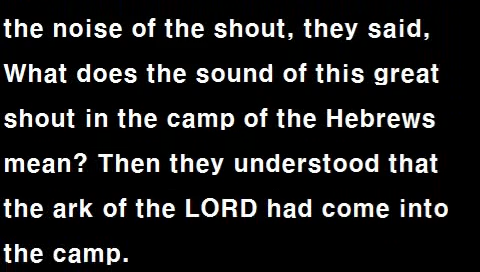 the noise of the shout, they said,
What does the sound of this great
shout in the camp of the Hebrews
mean? Then they understood that
the ark of the LORD had come into
the camp.